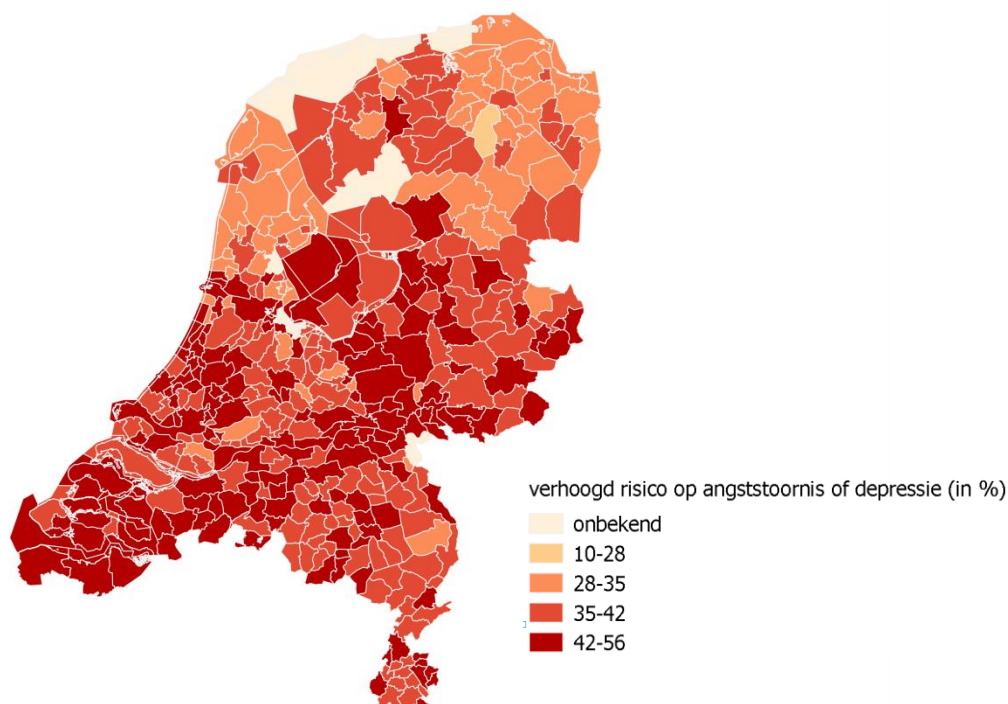 verhoogd risico op angststoornis of depressie (in %)
onbekend
10-28
28-35
35-42
42-56